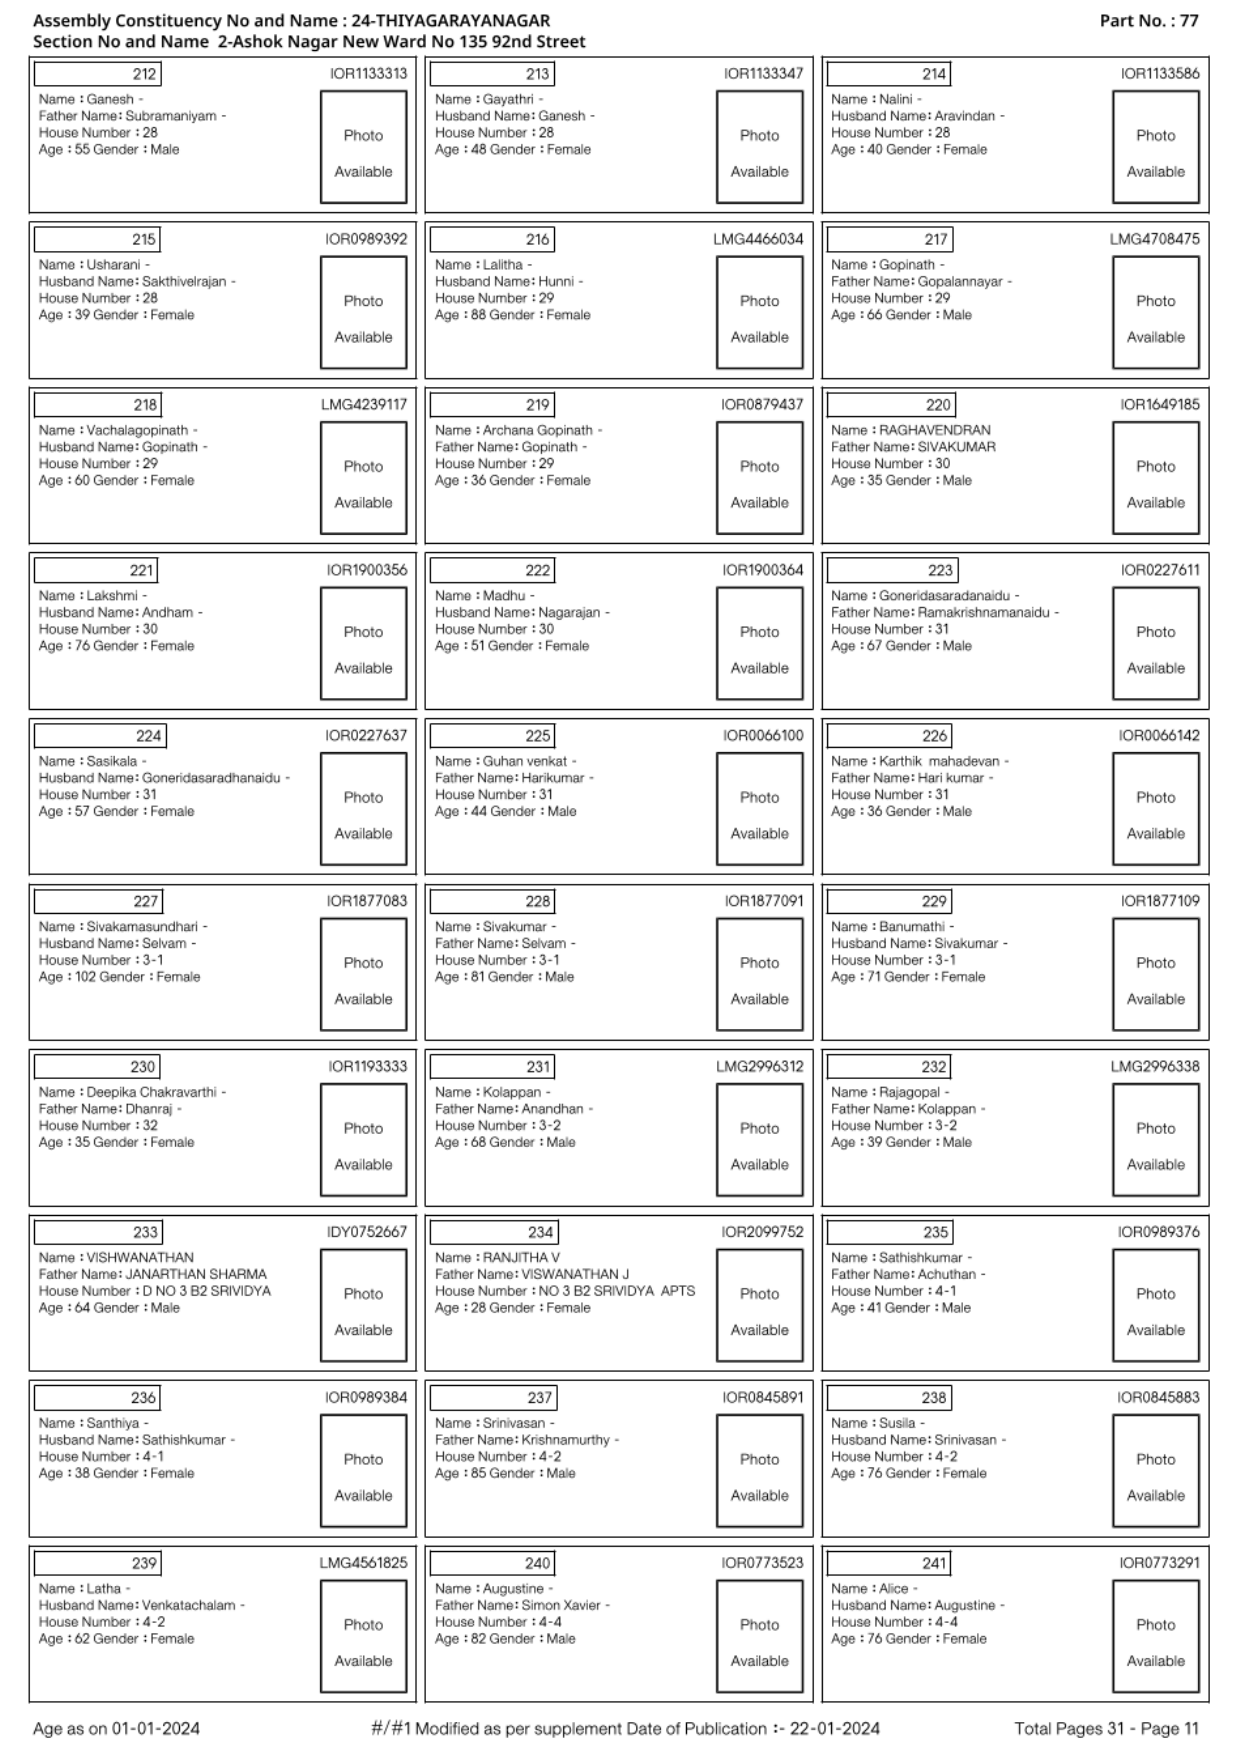 Assembly Constituency No and Name : 24-THIYAGARAYANAGAR
Part No. : 77
Section No and Name 2-Ashok Nagar New Ward No 135 92nd Street
212
IOR1133313
Name : Ganesh -
Father Name: Subramaniyam -
House Number : 28
Age : 55 Gender : Male
Photo
Available
213
IOR1133347
Name : Gayathri -
Husband Name: Ganesh -
House Number : 28
Age : 48 Gender : Female
Photo
Available
214
IOR1133586
Name : Nalini -
Husband Name: Aravindan -
House Number : 28
Age : 40 Gender : Female
Photo
Available
215
IOR0989392
Name : Usharani -
Husband Name: Sakthivelrajan -
House Number : 28
Age : 39 Gender : Female
Photo
Available
216
LMG4466034
Name : Lalitha -
Husband Name: Hunni -
House Number : 29
Age : 88 Gender : Female
Photo
Available
217
LMG4708475
Name : Gopinath -
Father Name: Gopalannayar -
House Number : 29
Age : 66 Gender : Male
Photo
Available
218
LMG4239117
Name : Vachalagopinath -
Husband Name: Gopinath -
House Number : 29
Age : 60 Gender : Female
Photo
Available
219
IOR0879437
Name : Archana Gopinath -
Father Name: Gopinath -
House Number : 29
Age : 36 Gender : Female
Photo
Available
220
IOR1649185
Name : RAGHAVENDRAN
Father Name: SIVAKUMAR
House Number : 30
Age : 35 Gender : Male
Photo
Available
221
IOR1900356
Name : Lakshmi -
Husband Name: Andham -
House Number : 30
Age : 76 Gender : Female
Photo
Available
222
IOR1900364
Name : Madhu -
Husband Name: Nagarajan -
House Number : 30
Age : 51 Gender : Female
Photo
Available
223
IOR0227611
Name : Goneridasaradanaidu -
Father Name: Ramakrishnamanaidu -
House Number : 31
Age : 67 Gender : Male
Photo
Available
224
IOR0227637
Name : Sasikala -
Husband Name: Goneridasaradhanaidu -
House Number : 31
Age : 57 Gender : Female
Photo
Available
225
IOR0066100
Name : Guhan venkat -
Father Name: Harikumar -
House Number : 31
Age : 44 Gender : Male
Photo
Available
226
IOR0066142
Name : Karthik mahadevan -
Father Name: Hari kumar -
House Number : 31
Age : 36 Gender : Male
Photo
Available
227
IOR1877083
Name : Sivakamasundhari -
Husband Name: Selvam -
House Number : 3-1
Age : 102 Gender : Female
Photo
Available
228
IOR1877091
Name : Sivakumar -
Father Name: Selvam -
House Number : 3-1
Age : 81 Gender : Male
Photo
Available
229
IOR1877109
Name : Banumathi -
Husband Name: Sivakumar -
House Number : 3-1
Age : 71 Gender : Female
Photo
Available
230
IOR1193333
Name : Deepika Chakravarthi -
Father Name: Dhanraj -
House Number : 32
Age : 35 Gender : Female
Photo
Available
231
LMG2996312
Name : Kolappan -
Father Name: Anandhan -
House Number : 3-2
Age : 68 Gender : Male
Photo
Available
232
LMG2996338
Name : Rajagopal -
Father Name: Kolappan -
House Number : 3-2
Age : 39 Gender : Male
Photo
Available
233
IDY0752667
Name : VISHWANATHAN
Father Name: JANARTHAN SHARMA
House Number : D NO 3 B2 SRIVIDYA
Age : 64 Gender : Male
Photo
Available
234
IOR2099752
Name : RANJITHA V
Father Name: VISWANATHAN J
House Number : NO 3 B2 SRIVIDYA APTS
Age : 28 Gender : Female
Photo
Available
235
IOR0989376
Name : Sathishkumar -
Father Name: Achuthan -
House Number : 4-1
Age : 41 Gender : Male
Photo
Available
236
IOR0989384
Name : Santhiya -
Husband Name: Sathishkumar -
House Number : 4-1
Age : 38 Gender : Female
Photo
Available
237
IOR0845891
Name : Srinivasan -
Father Name: Krishnamurthy -
House Number : 4-2
Age : 85 Gender : Male
Photo
Available
238
IOR0845883
Name : Susila -
Husband Name: Srinivasan -
House Number : 4-2
Age : 76 Gender : Female
Photo
Available
239
LMG4561825
Name : Latha -
Husband Name: Venkatachalam -
House Number : 4-2
Age : 62 Gender : Female
Photo
Available
240
IOR0773523
Name : Augustine -
Father Name: Simon Xavier -
House Number : 4-4
Age : 82 Gender : Male
Photo
Available
241
IOR0773291
Name : Alice -
Husband Name: Augustine -
House Number : 4-4
Age : 76 Gender : Female
Photo
Available
Age as on 01-01-2024
#/#1 Modified as per supplement Date of Publication :- 22-01-2024
Total Pages 31 - Page 11